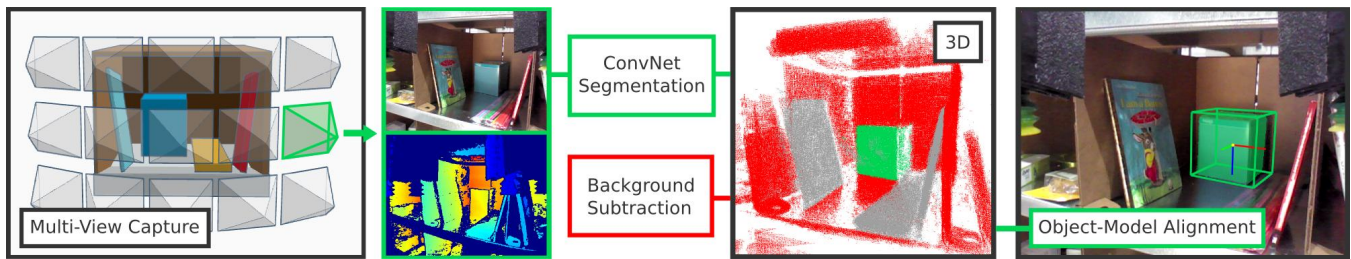 Multi-View Capture
ConvNet
Segmentation
Background
Subtraction
3D
Object-Model Alignment